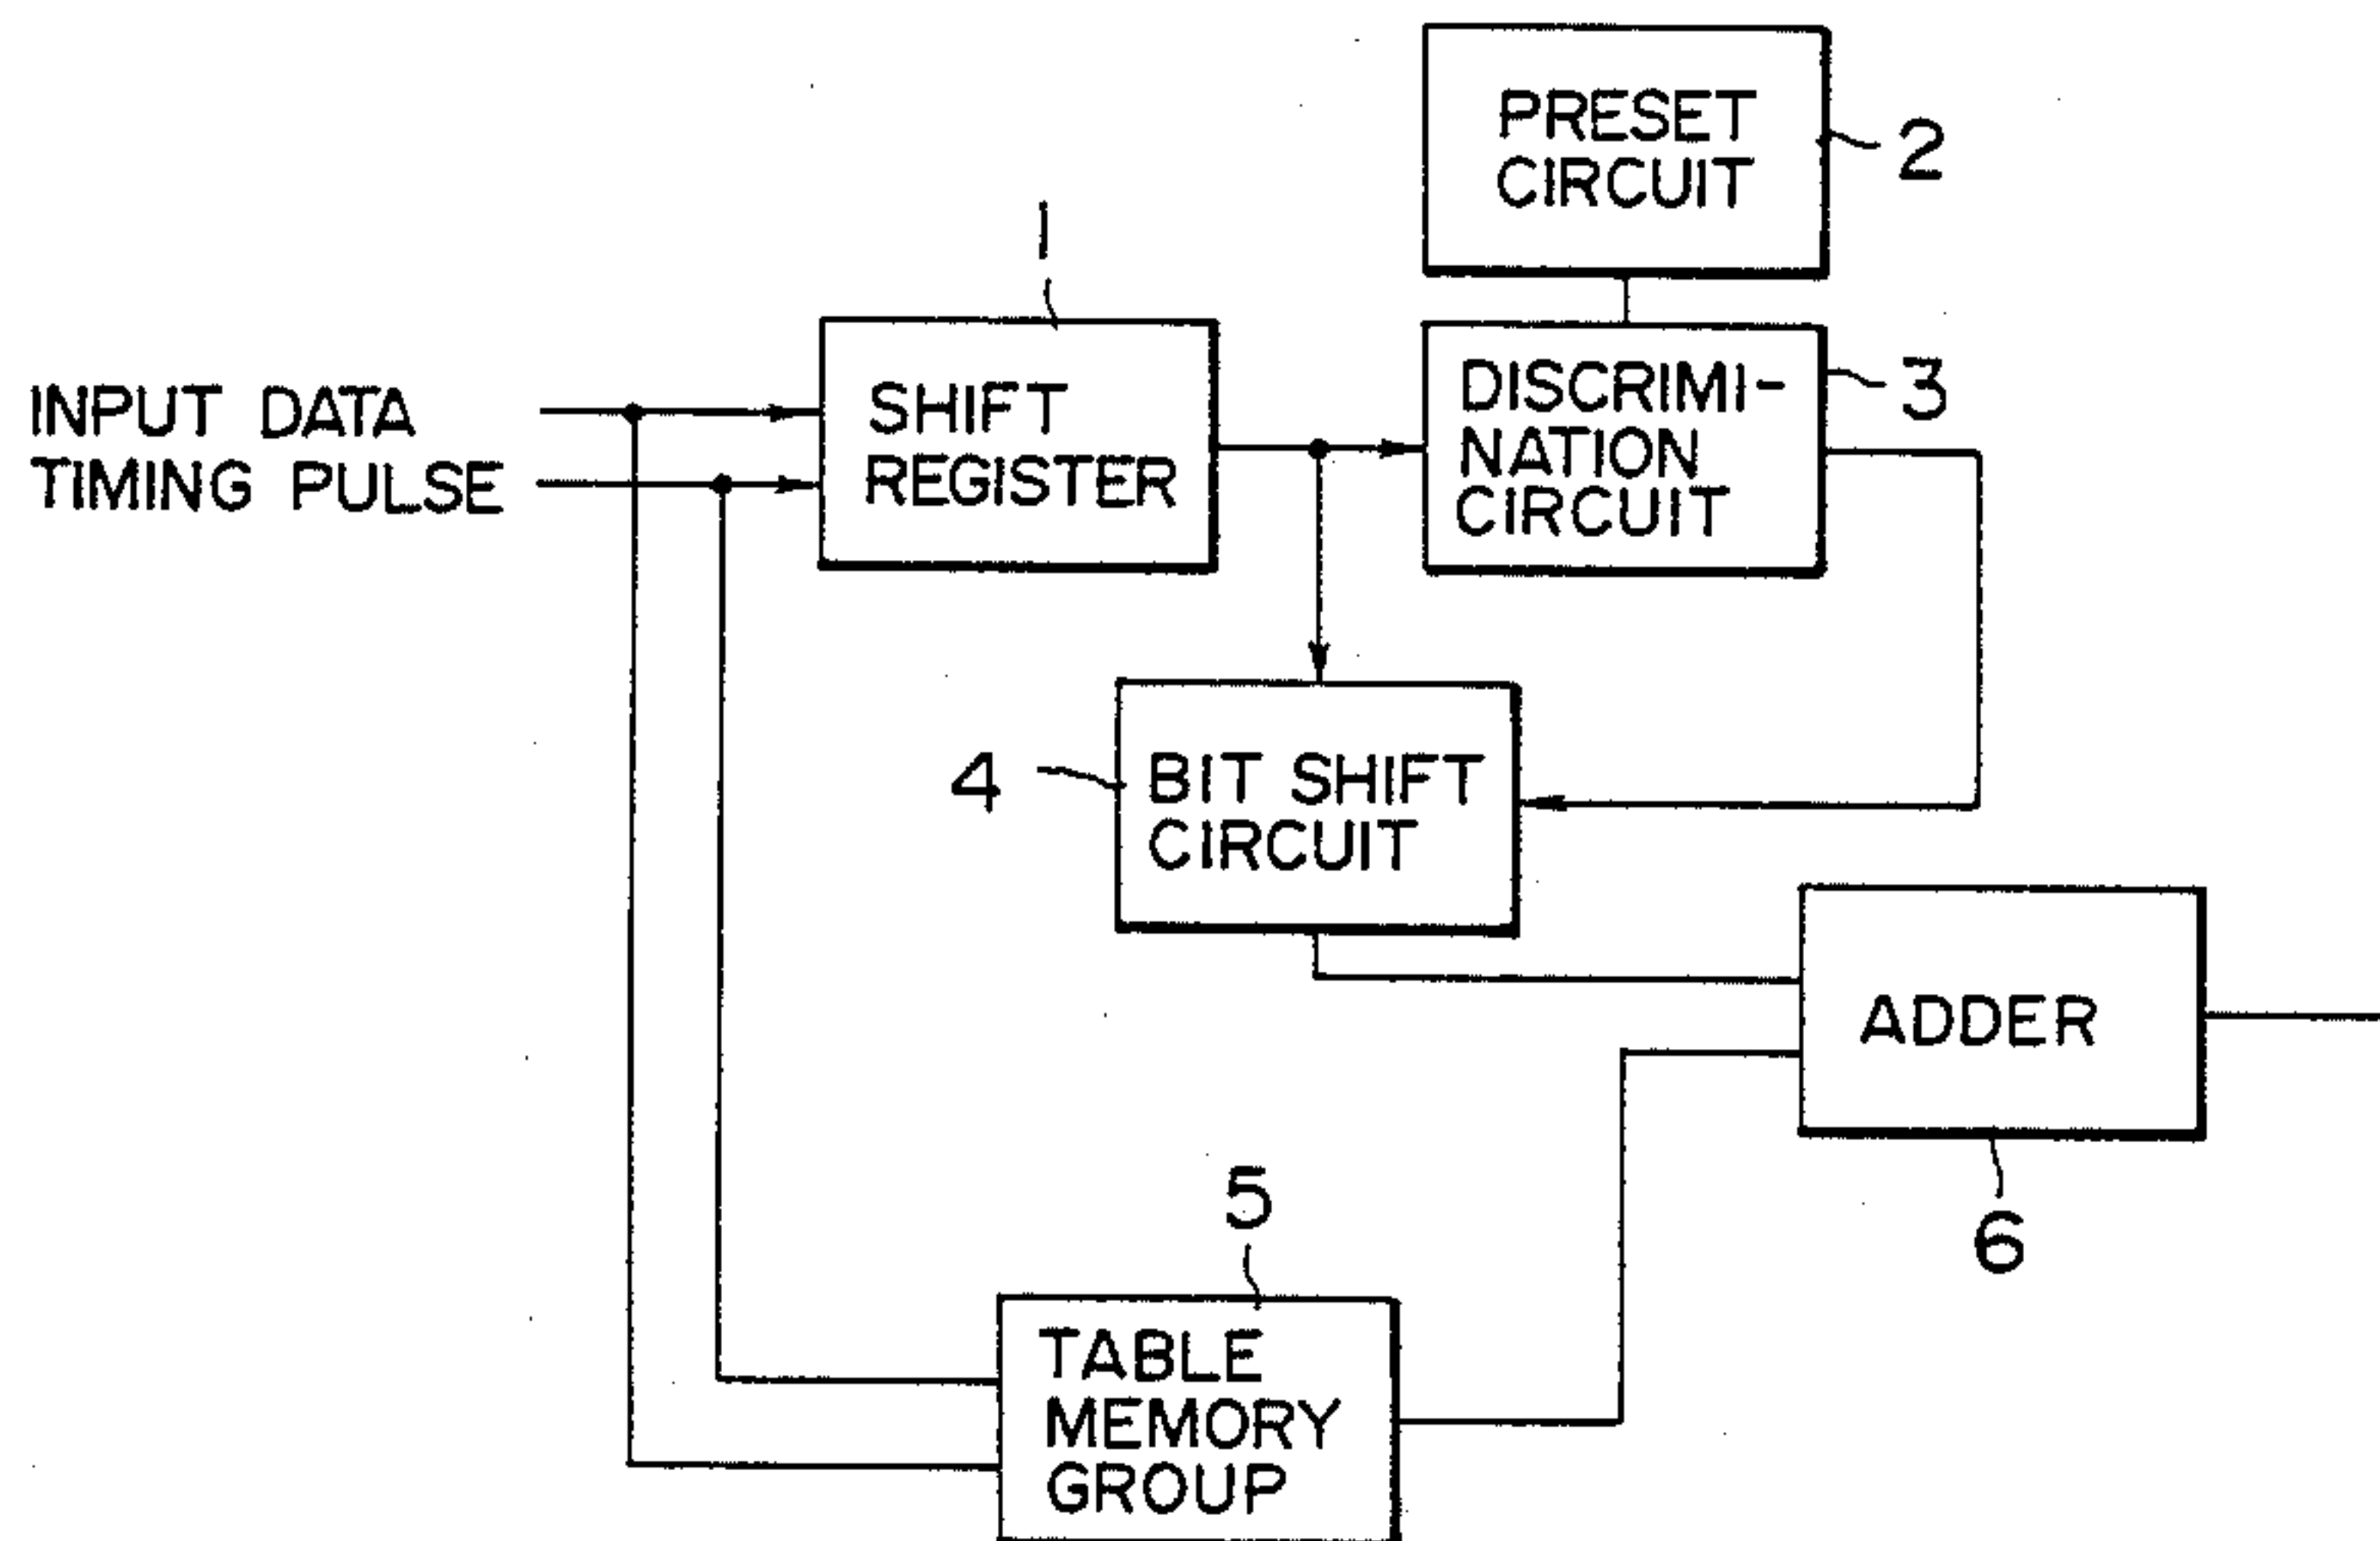 PRESET
CIRCUIT
2
1
INPUT DATA
TIMING PULSE
SHIFT
REGISTER
DISCRIMI-
NATION
CIRCUIT
3
4
BIT SHIFT
CIRCUIT
ADDER
6
5
TABLE
MEMORY
GROUP